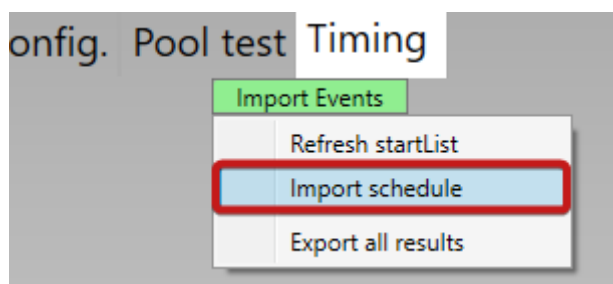 onfig. Pool test Timing
Import Events
Refresh startList
Import schedule
Export all results